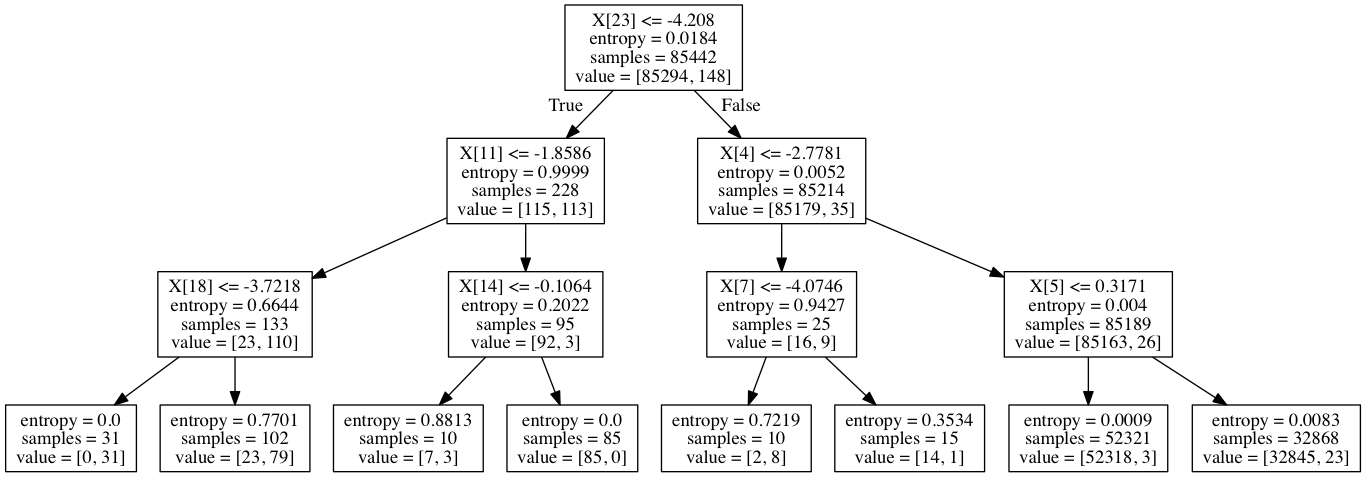 X[23] <= -4.208
entropy = 0.0184
samples = 85442
value = [85294, 148]
True
False
X[11] <= -1.8586
entropy = 0.9999
samples = 228
value = [115, 113]
X[4] <= -2.7781
entropy = 0.0052
samples = 85214
value = [85179, 35]
X[18] <= -3.7218
entropy = 0.6644
samples = 133
value = [23, 110]
X[14] <= -0.1064
entropy = 0.2022
samples = 95
value = [92, 3]
X[7] <= -4.0746
entropy = 0.9427
samples = 25
value = [16, 9]
X[5] <= 0.3171
entropy = 0.004
samples = 85189
value = [85163, 26]
entropy = 0.0
samples = 31
value = [0, 31]
entropy = 0.7701
samples = 102
value = [23, 79]
entropy = 0.8813
samples = 10
value = [7, 3]
entropy = 0.0
samples = 85
value = [85, 0]
entropy = 0.7219
samples = 10
value = [2, 8]
entropy = 0.3534
samples = 15
value = [14, 1]
entropy = 0.0009
samples = 52321
value = [52318, 3]
entropy = 0.0083
samples = 32868
value = [32845, 23]